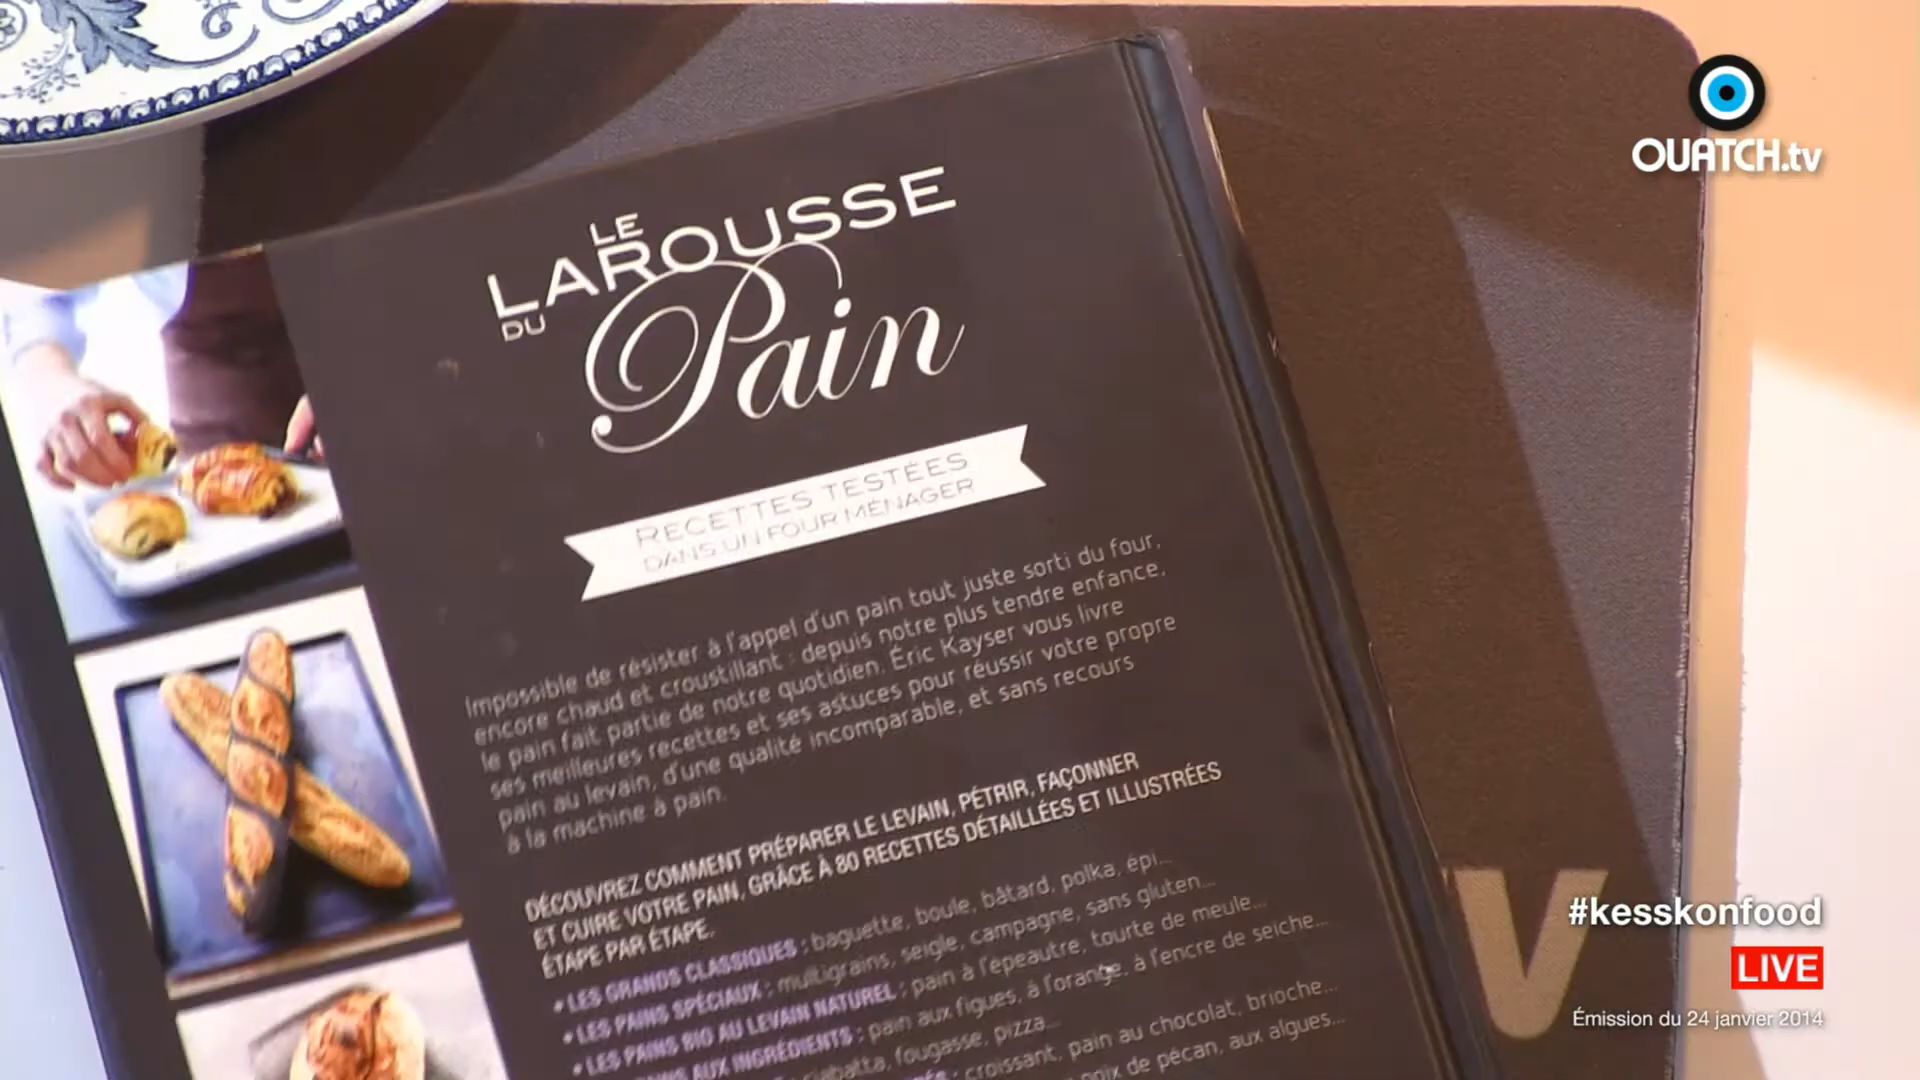 OUATCH.tv
LE
LAROUSSE
DU
Pain
RECETTES TESTÉES
DANS UN FOUR MÉNAGER
Impossible de résister à l'appel d'un pain tout juste sorti du four,
encore chaud et croustillant : depuis notre plus tendre enfance,
le pain fait partie de notre quotidien. Éric Kayser vous livre
ses meilleures recettes et ses astuces pour réussir votre propre
pain au levain, d'une qualité incomparable, et sans recours
à la machine à pain.
DÉCOUVREZ COMMENT PRÉPARER LE LEVAIN, PÉTRIR, FAÇONNER
ET CUIRE VOTRE PAIN, GRÂCE À 80 RECETTES DÉTAILLÉES ET ILLUSTRÉES
ÉTAPE PAR ÉTAPE.
• LES GRANDS CLASSIQUES : baguette, boule, bâtard, polka, épi...
• LES PAINS SPÉCIAUX : multigrains, seigle, campagne, sans gluten...
• LES PAINS BIO AU LEVAIN NATUREL : pain à l'épeautre, tourte de meule...
AUX INGRÉDIENTS : pain aux figues, à l'orange, à l'encre de seiche...
fougasse, pizza...
: croissant, pain au chocolat, brioche...
de pécan, aux algues...
V
#kesskonfood
LIVE
Émission du 24 janvier 2014